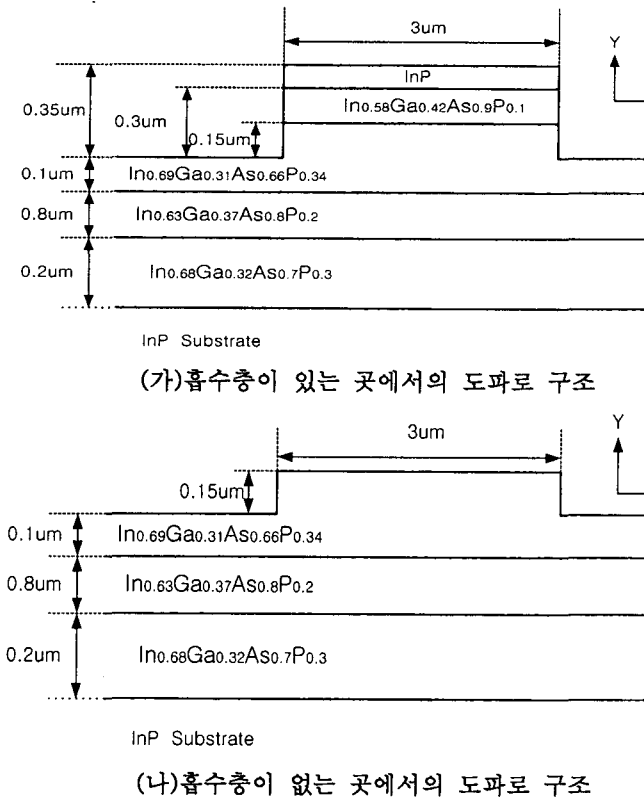 3um
Y
InP
0.35um
In0.58Ga0.42As0.9P0.1
0.3um
0.15um
0.1um
In0.69Ga0.31As0.66P0.34
0.8um
In0.63Ga0.37As0.8P0.2
0.2um
In0.68Ga0.32As0.7P0.3
InP Substrate
(가)흡수층이 있는 곳에서의 도파로 구조
Y
3um
0.15um
0.1um
In0.69Ga0.31As0.66P0.34
0.8um
In0.63Ga0.37As0.8P0.2
0.2um
In0.68Ga0.32As0.7P0.3
InP Substrate
(나)흡수층이 없는 곳에서의 도파로 구조